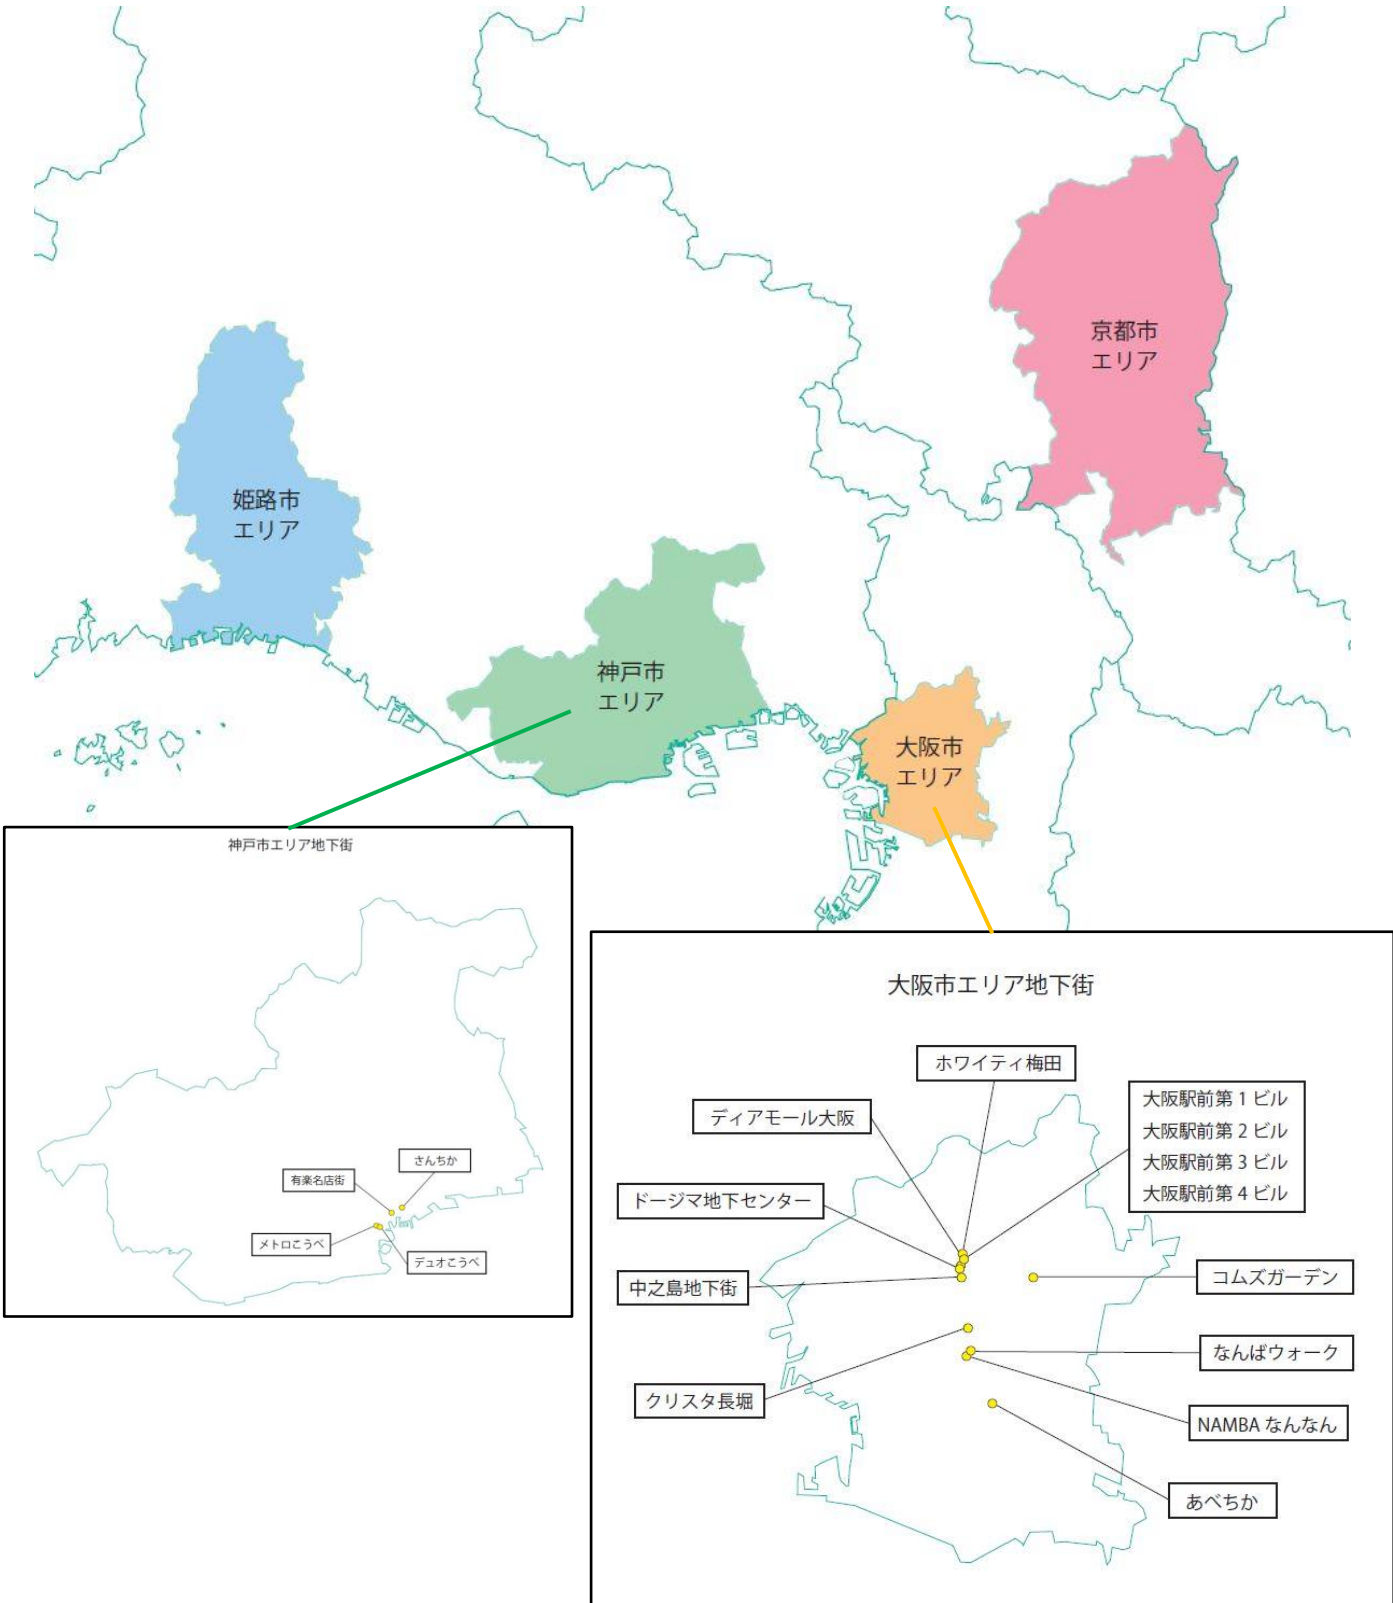 京都市
エリア
姫路市
エリア
神戸市
エリア
大阪市
エリア
神戸市エリア地下街
さんちか
有楽名店街
メトロこうべ
デュオこうべ
大阪市エリア地下街
ホワイティ梅田
ディアモール大阪
大阪駅前第 1 ビル
大阪駅前第 2 ビル
大阪駅前第 3 ビル
大阪駅前第 4 ビル
ドージマ地下センター
中之島地下街
コムズガーデン
なんばウォーク
クリスタ長堀
NAMBA なんなん
あべちか